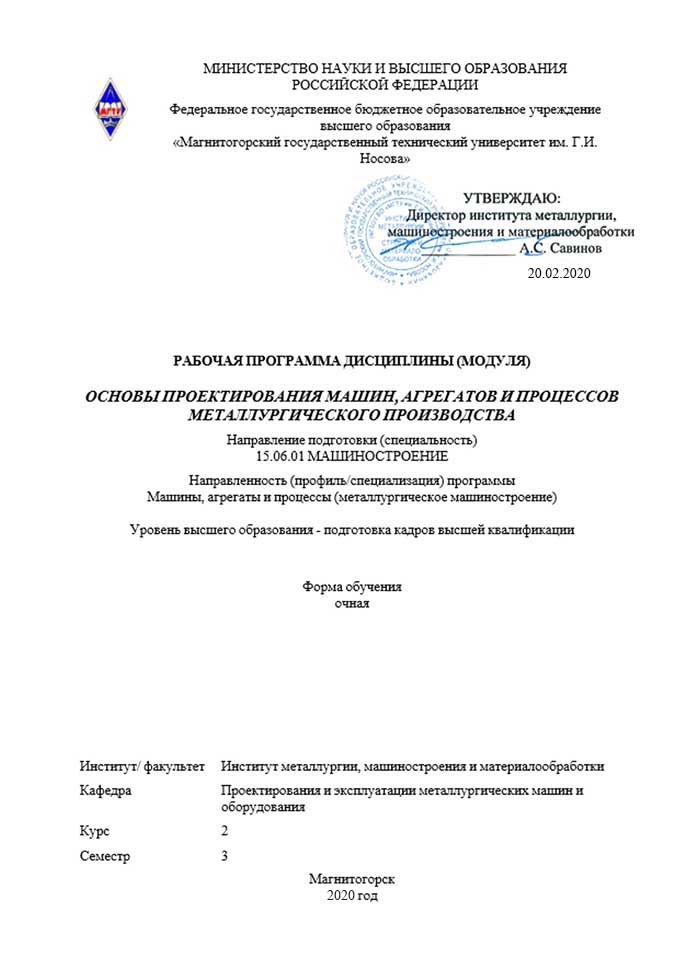 МИНИСТЕРСТВО НАУКИ И ВЫСШЕГО ОБРАЗОВАНИЯ
РОССИЙСКОЙ ФЕДЕРАЦИИ
Федеральное государственное бюджетное образовательное учреждение
высшего образования
«Магнитогорский государственный технический университет им. Г.И.
Носова»
МГТУ
УТВЕРЖДАЮ:
Директор института металлургии,
машиностроения и материалообработки
А.С. Савинов
20.02.2020
РАБОЧАЯ ПРОГРАММА ДИСЦИПЛИНЫ (МОДУЛЯ)
ОСНОВЫ ПРОЕКТИРОВАНИЯ МАШИН, АГРЕГАТОВ И ПРОЦЕССОВ
МЕТАЛЛУРГИЧЕСКОГО ПРОИЗВОДСТВА
Направление подготовки (специальность)
15.06.01 МАШИНОСТРОЕНИЕ
Направленность (профиль/специализация) программы
Машины, агрегаты и процессы (металлургическое машиностроение)
Уровень высшего образования - подготовка кадров высшей квалификации
Форма обучения
очная
Институт/ факультет Институт металлургии, машиностроения и материалообработки
Кафедра Проектирования и эксплуатации металлургических машин и
оборудования
Курс 2
Семестр 3
Магнитогорск
2020 год